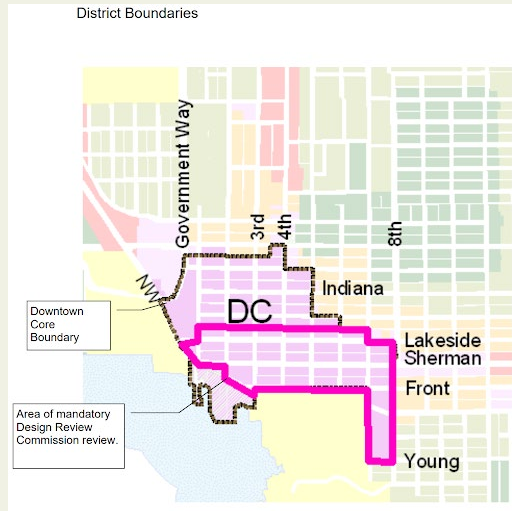 District Boundaries
Government Way
3rd
4th
8th
NW
Indiana
Downtown
Core
Boundary
DC
Lakeside
Sherman
Front
Area of mandatory
Design Review
Commission review.
Young